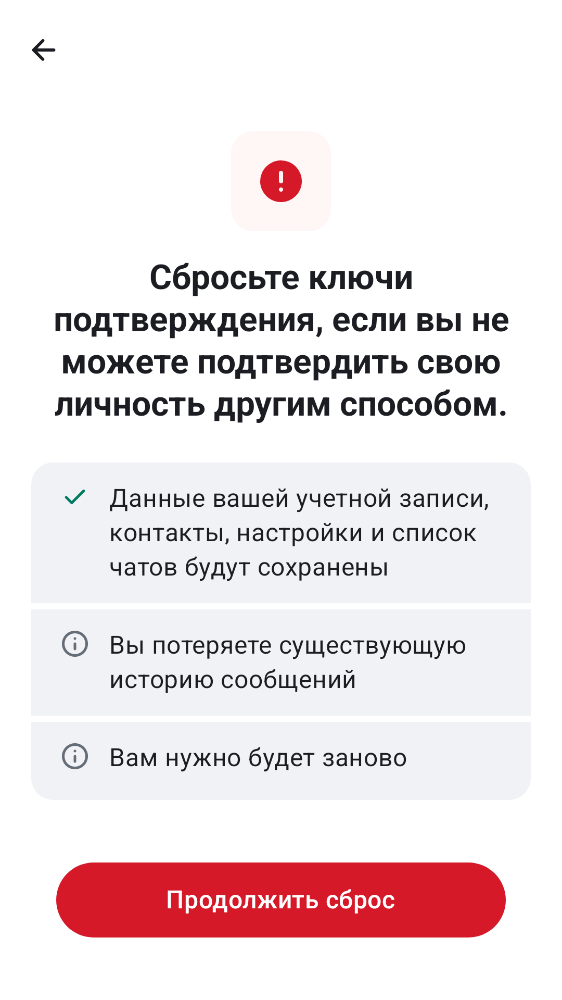 Сбросьте ключи
подтверждения, если вы не
можете подтвердить свою
личность другим способом.
Данные вашей учетной записи,
контакты, настройки и список
чатов будут сохранены
Вы потеряете существующую
историю сообщений
Вам нужно будет заново
Продолжить сброс